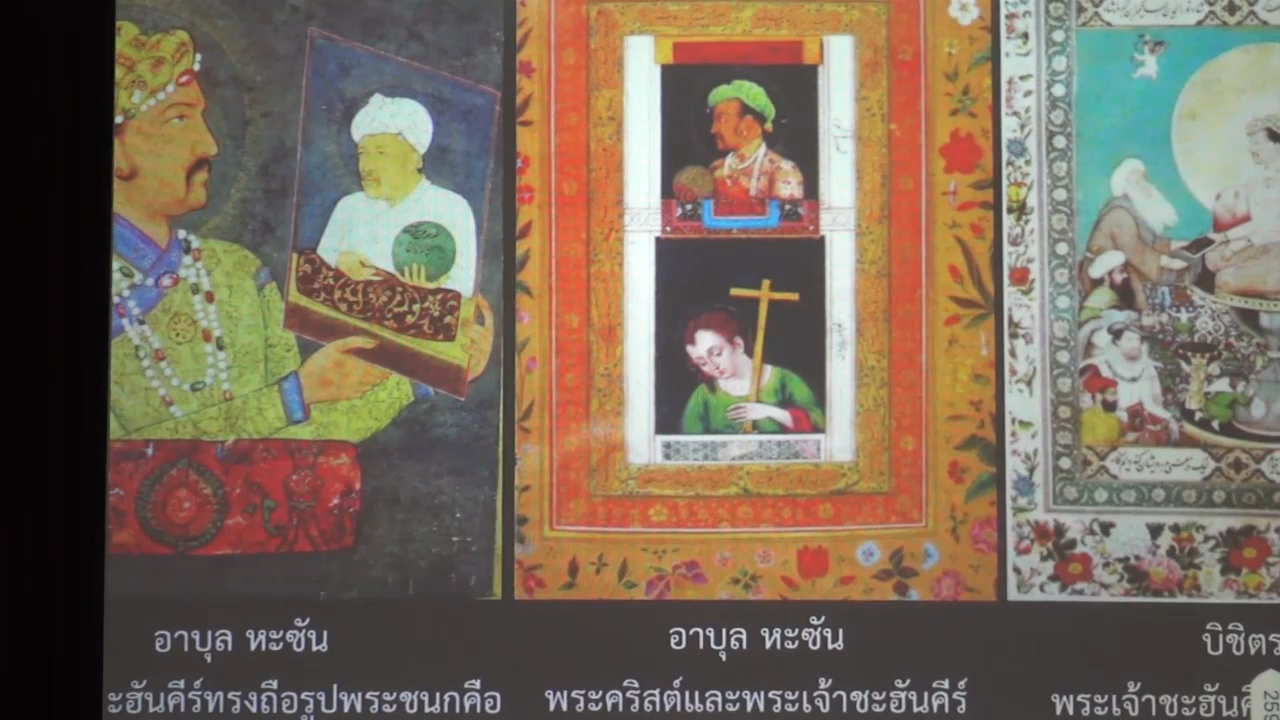 อาบุล หะซัน
ะฮันคีร์ทรงถือรูปพระชนกคือ
อาบุล หะซัน
พระคริสต์และพระเจ้าชะฮันคีร์
บิชิตร
พระเจ้าชะฮันคี